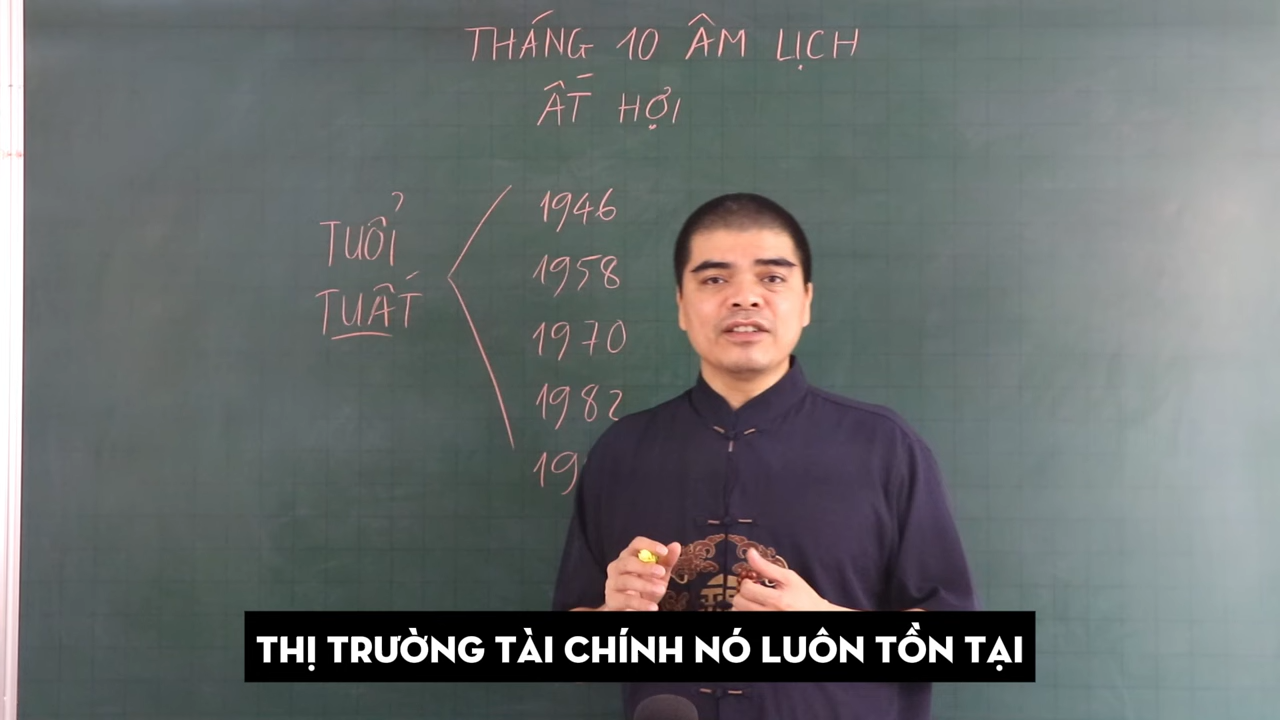 THÁNG 10 ÂM LỊCH
ẤT HỢI
TUỔI
TUẤT
1946
1958
1970
1982
19
THỊ TRƯỜNG TÀI CHÍNH NÓ LUÔN TỒN TẠI